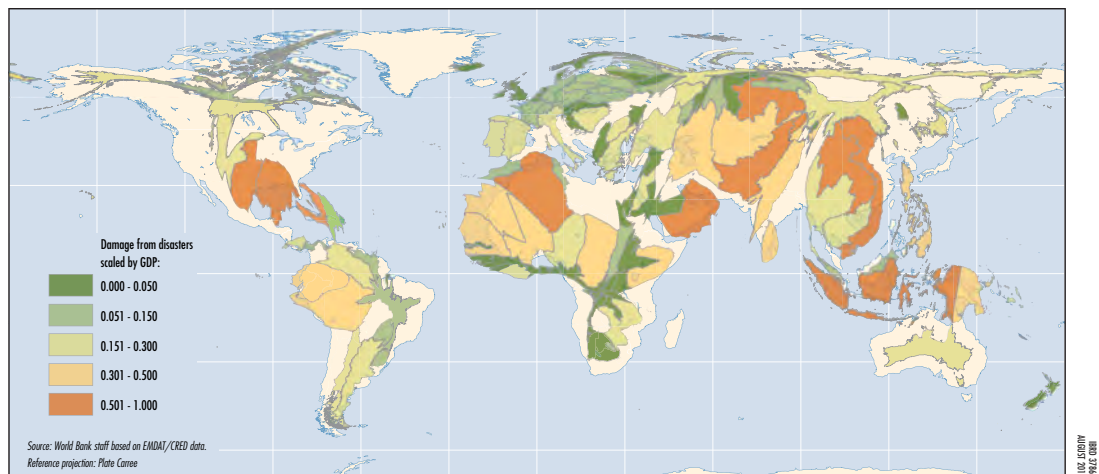 Damage from disasters
scaled by GDP:
0.000 - 0.050
0.051 - 0.150
0.151 - 0.300
0.301 - 0.500
0.501 - 1.000
Source: World Bank staff based on EMDAT/CRED data.
Reference projection: Plate Carree
IBRD
AUGUST